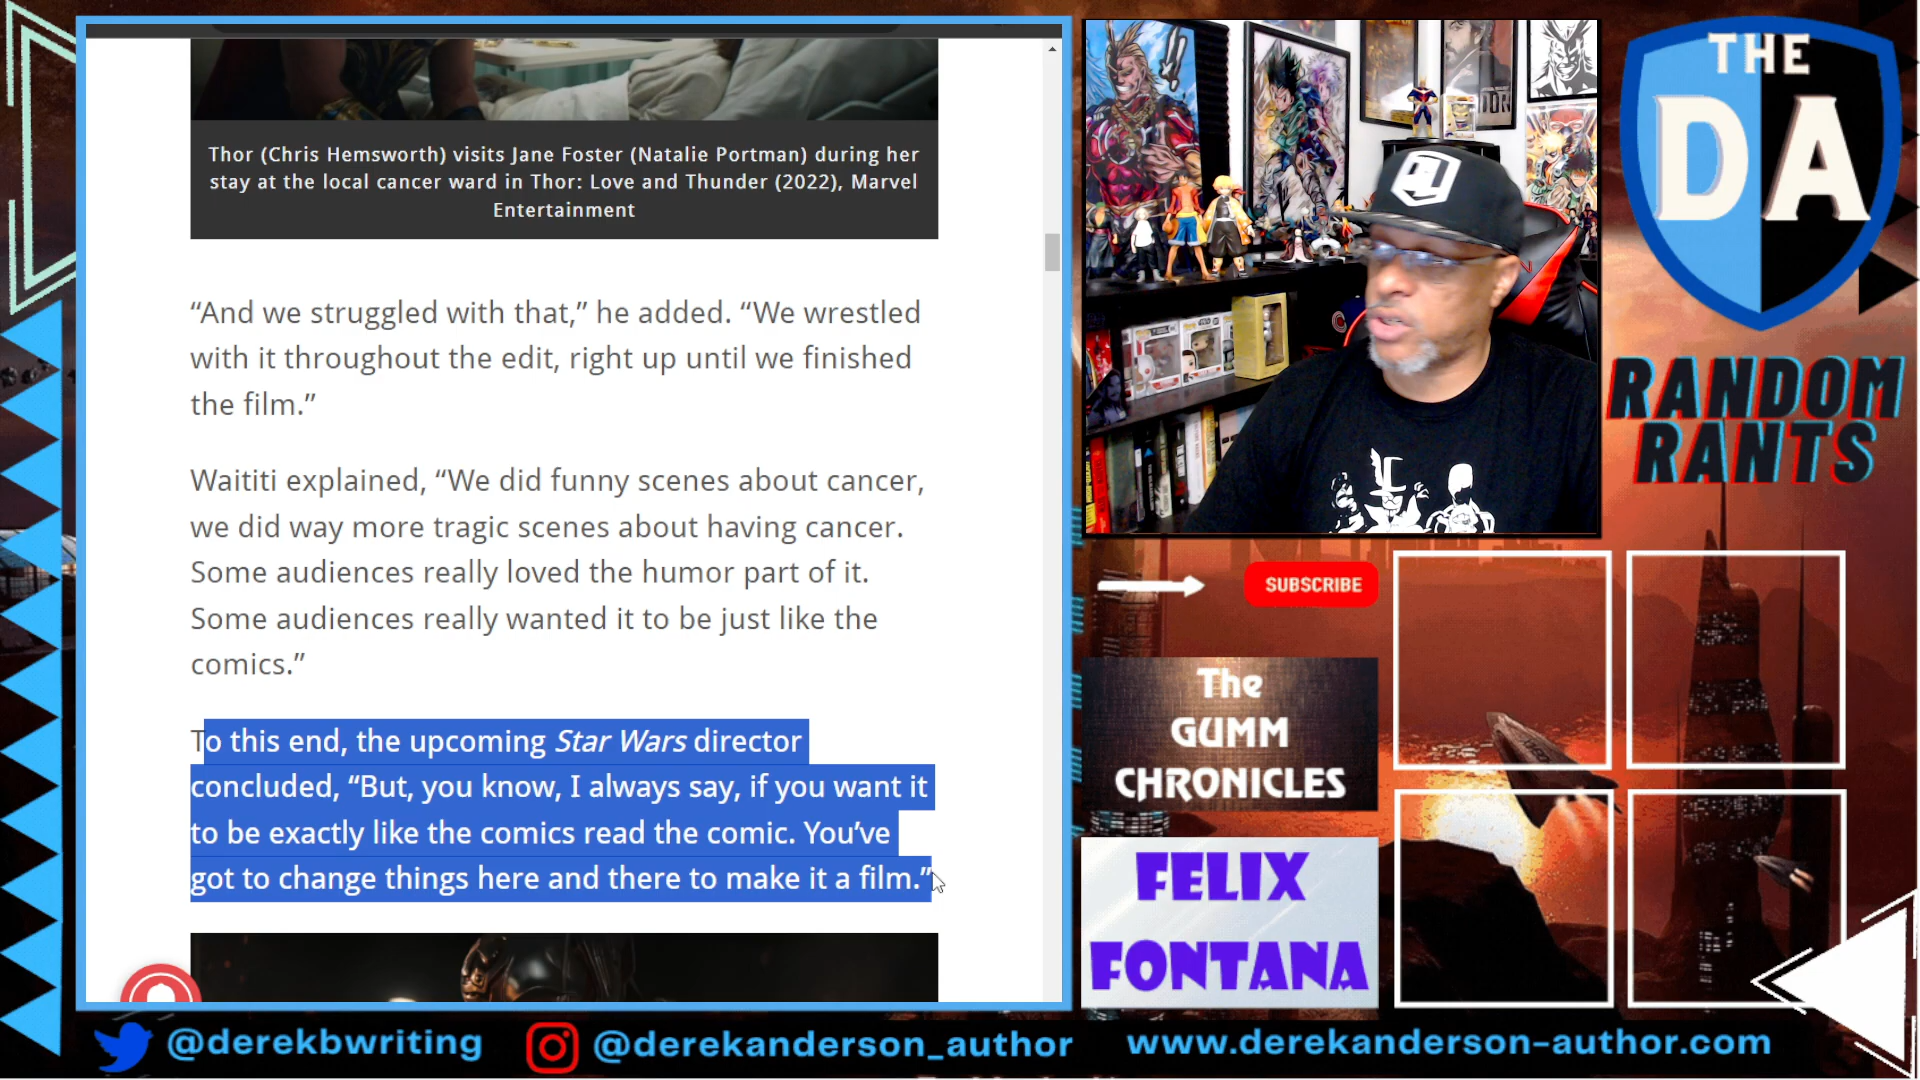 Thor (Chris Hemsworth) visits Jane Foster (Natalie Portman) during her
stay at the local cancer ward in Thor: Love and Thunder (2022), Marvel
Entertainment
“And we struggled with that,” he added. “We wrestled
with it throughout the edit, right up until we finished
the film.”
Waititi explained, “We did funny scenes about cancer,
we did way more tragic scenes about having cancer.
Some audiences really loved the humor part of it.
Some audiences really wanted it to be just like the
comics.”
To this end, the upcoming Star Wars director
concluded, “But, you know, I always say, if you want it
to be exactly like the comics read the comic. You’ve
got to change things here and there to make it a film.”
THE
DA
RANDOM
RANTS
SUBSCRIBE
The
GUMM
CHRONICLES
FELIX
FONTANA
@derekbwriting
@derekanderson_author
www.derekanderson-author.com